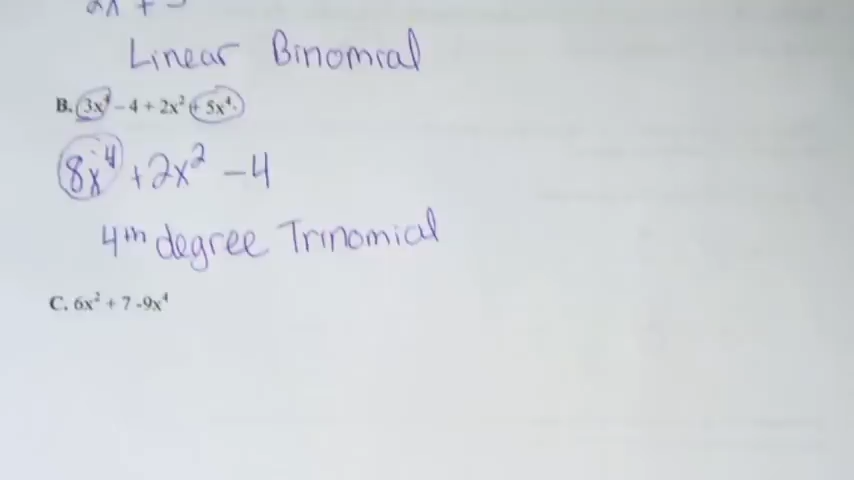 Linear Binomial
B. 3x⁴ – 4 + 2x² + 5x⁴.
8x⁴ + 2x² – 4
4th degree Trinomial
C. 6x² + 7 -9x⁴